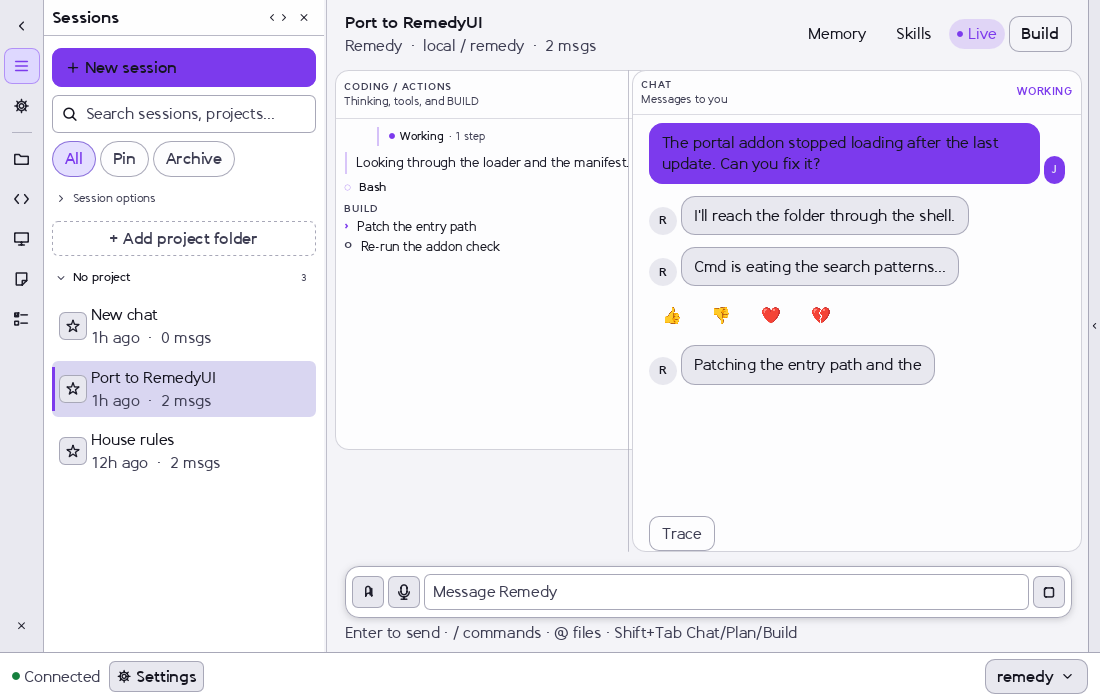 Sessions
+ New session
Search sessions, projects...
All
Pin
Archive
Session options
+ Add project folder
No project
3
New chat
1h ago · 0 msgs
Port to RemedyUI
1h ago · 2 msgs
House rules
12h ago · 2 msgs
Port to RemedyUI
Remedy · local / remedy · 2 msgs
Memory
Skills
Live
Build
CODING / ACTIONS
Thinking, tools, and BUILD
Working · 1 step
Looking through the loader and the manifest.
Bash
BUILD
Patch the entry path
Re-run the addon check
CHAT
Messages to you
WORKING
The portal addon stopped loading after the last
update. Can you fix it?
J
R
I'll reach the folder through the shell.
R
Cmd is eating the search patterns...
R
Patching the entry path and the
Trace
Message Remedy
Enter to send · / commands · @ files · Shift+Tab Chat/Plan/Build
Connected
Settings
remedy